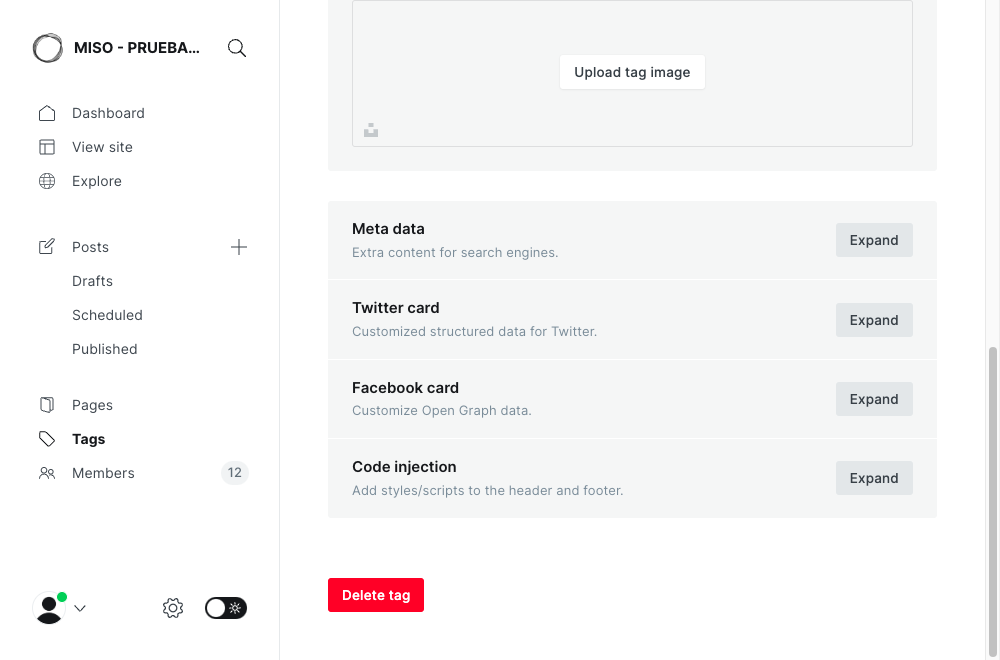 MISO - PRUEBA...
Dashboard
View site
Explore
Posts
Drafts
Scheduled
Published
Pages
Tags
Members
12
Upload tag image
Meta data
Extra content for search engines.
Expand
Twitter card
Customized structured data for Twitter.
Expand
Facebook card
Customize Open Graph data.
Expand
Code injection
Add styles/scripts to the header and footer.
Expand
Delete tag